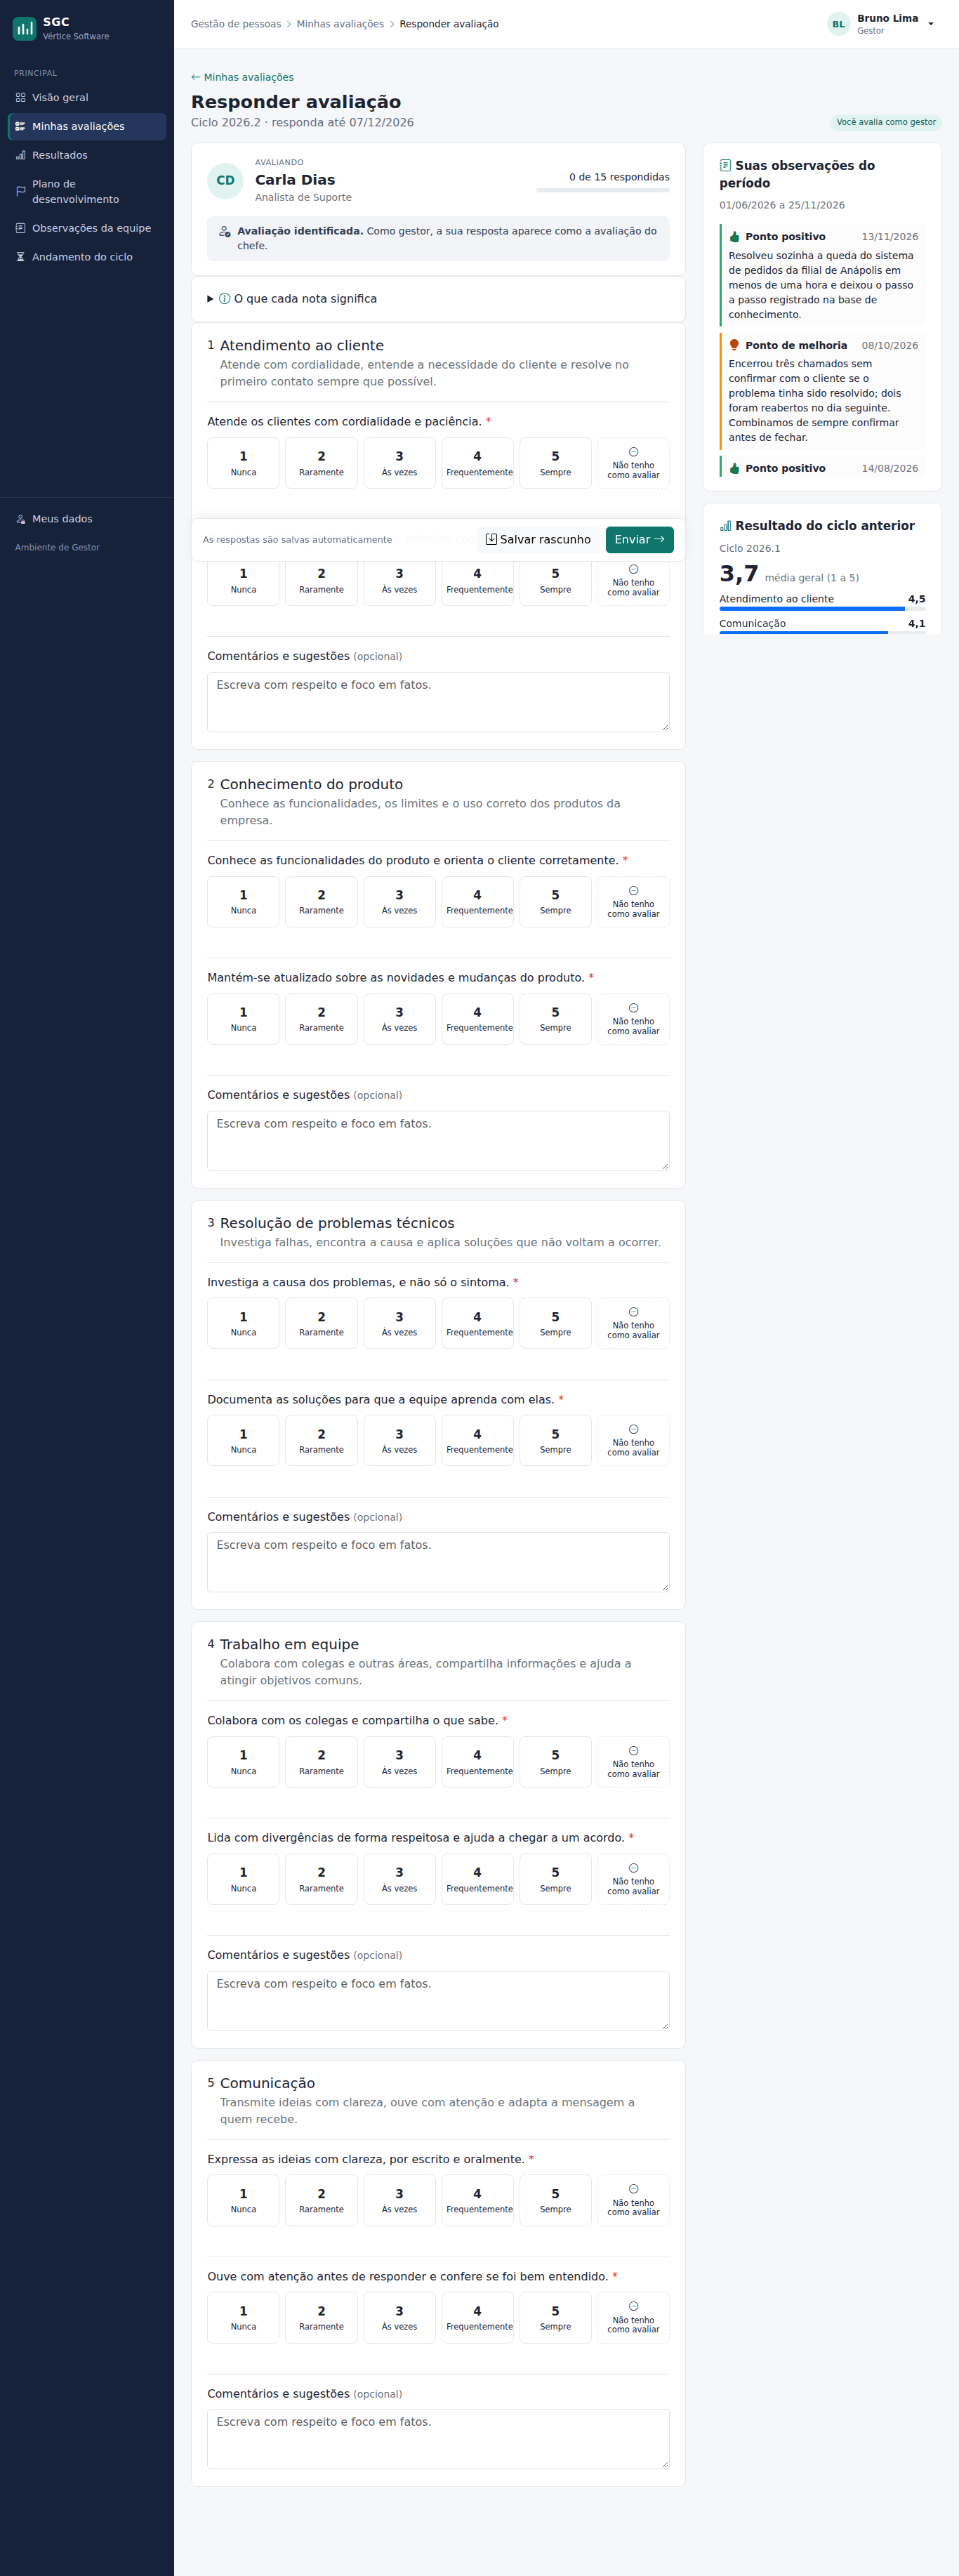 SGC
Vértice Software
PRINCIPAL
Visão geral
Minhas avaliações
Resultados
Plano de
desenvolvimento
Observações da equipe
Andamento do ciclo
Meus dados
Ambiente de Gestor
Gestão de pessoas
Minhas avaliações
Responder avaliação
BL
Bruno Lima
Gestor
← Minhas avaliações
Responder avaliação
Ciclo 2026.2 · responda até 07/12/2026
Você avalia como gestor
CD
AVALIANDO
Carla Dias
Analista de Suporte
0 de 15 respondidas
Avaliação identificada. Como gestor, a sua resposta aparece como a avaliação do
chefe.
O que cada nota significa
1 Atendimento ao cliente
Atende com cordialidade, entende a necessidade do cliente e resolve no
primeiro contato sempre que possível.
Atende os clientes com cordialidade e paciência. *
1 2 3 4 5
Nunca Raramente Às vezes Frequentemente Sempre Não tenho
como avaliar
As respostas são salvas automaticamente
Salvar rascunho
Enviar →
1 2 3 4 5
Nunca Raramente Às vezes Frequentemente Sempre Não tenho
como avaliar
Comentários e sugestões (opcional)
Escreva com respeito e foco em fatos.
2 Conhecimento do produto
Conhece as funcionalidades, os limites e o uso correto dos produtos da
empresa.
Conhece as funcionalidades do produto e orienta o cliente corretamente. *
1 2 3 4 5
Nunca Raramente Às vezes Frequentemente Sempre Não tenho
como avaliar
Mantém-se atualizado sobre as novidades e mudanças do produto. *
1 2 3 4 5
Nunca Raramente Às vezes Frequentemente Sempre Não tenho
como avaliar
Comentários e sugestões (opcional)
Escreva com respeito e foco em fatos.
3 Resolução de problemas técnicos
Investiga falhas, encontra a causa e aplica soluções que não voltam a ocorrer.
Investiga a causa dos problemas, e não só o sintoma. *
1 2 3 4 5
Nunca Raramente Às vezes Frequentemente Sempre Não tenho
como avaliar
Documenta as soluções para que a equipe aprenda com elas. *
1 2 3 4 5
Nunca Raramente Às vezes Frequentemente Sempre Não tenho
como avaliar
Comentários e sugestões (opcional)
Escreva com respeito e foco em fatos.
4 Trabalho em equipe
Colabora com colegas e outras áreas, compartilha informações e ajuda a
atingir objetivos comuns.
Colabora com os colegas e compartilha o que sabe. *
1 2 3 4 5
Nunca Raramente Às vezes Frequentemente Sempre Não tenho
como avaliar
Lida com divergências de forma respeitosa e ajuda a chegar a um acordo. *
1 2 3 4 5
Nunca Raramente Às vezes Frequentemente Sempre Não tenho
como avaliar
Comentários e sugestões (opcional)
Escreva com respeito e foco em fatos.
5 Comunicação
Transmite ideias com clareza, ouve com atenção e adapta a mensagem a
quem recebe.
Expressa as ideias com clareza, por escrito e oralmente. *
1 2 3 4 5
Nunca Raramente Às vezes Frequentemente Sempre Não tenho
como avaliar
Ouve com atenção antes de responder e confere se foi bem entendido. *
1 2 3 4 5
Nunca Raramente Às vezes Frequentemente Sempre Não tenho
como avaliar
Comentários e sugestões (opcional)
Escreva com respeito e foco em fatos.
Suas observações do
período
01/06/2026 a 25/11/2026
Ponto positivo 13/11/2026
Resolveu sozinha a queda do sistema
de pedidos da filial de Anápolis em
menos de uma hora e deixou o passo
a passo registrado na base de
conhecimento.
Ponto de melhoria 08/10/2026
Encerrou três chamados sem
confirmar com o cliente se o
problema tinha sido resolvido; dois
foram reabertos no dia seguinte.
Combinamos de sempre confirmar
antes de fechar.
Ponto positivo 14/08/2026
Resultado do ciclo anterior
Ciclo 2026.1
3,7 média geral (1 a 5)
Atendimento ao cliente 4,5
Comunicação 4,1